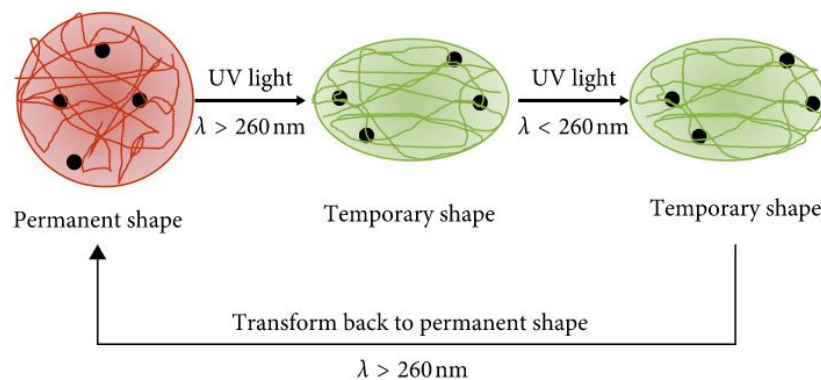 UV light
λ > 260 nm
UV light
λ < 260 nm
Permanent shape
Temporary shape
Temporary shape
Transform back to permanent shape
λ > 260 nm